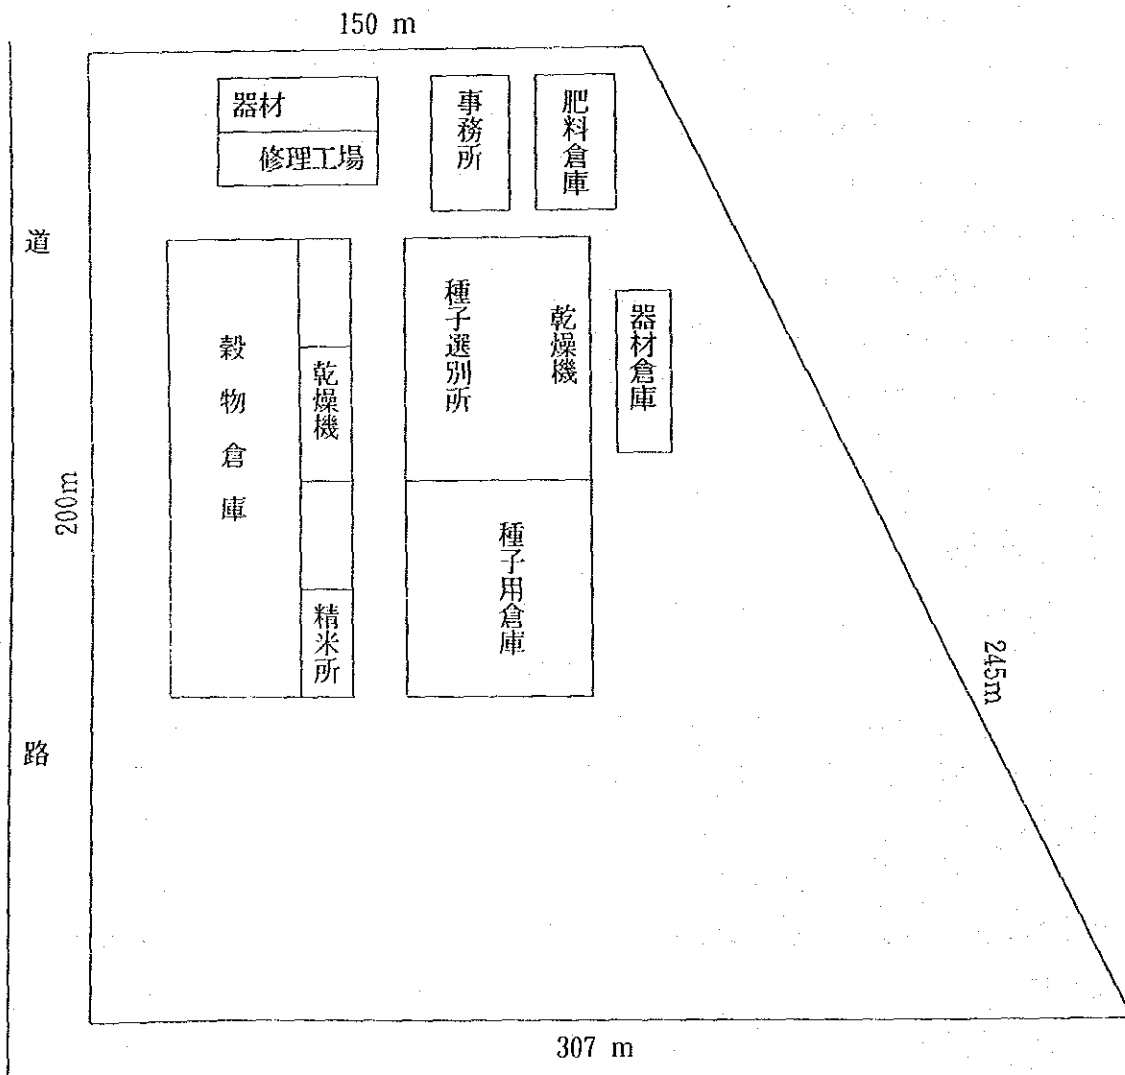 150 m
器材
修理工場
事務所
肥料倉庫
道路
穀物倉庫
乾燥機
精米所
種子選別所
乾燥機
種子用倉庫
器材倉庫
200m
245m
307 m